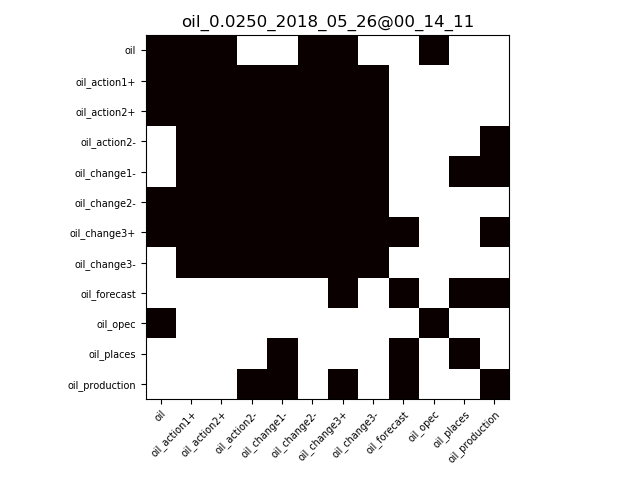 oil_0.0250_2018_05_26@00_14_11
oil
oil_action1+
oil_action2+
oil_action2-
oil_change1-
oil_change2-
oil_change3+
oil_change3-
oil_forecast
oil_opec
oil_places
oil_production
oil
oil_action1+
oil_action2+
oil_action2-
oil_change1-
oil_change2-
oil_change3+
oil_change3-
oil_forecast
oil_opec
oil_places
oil_production